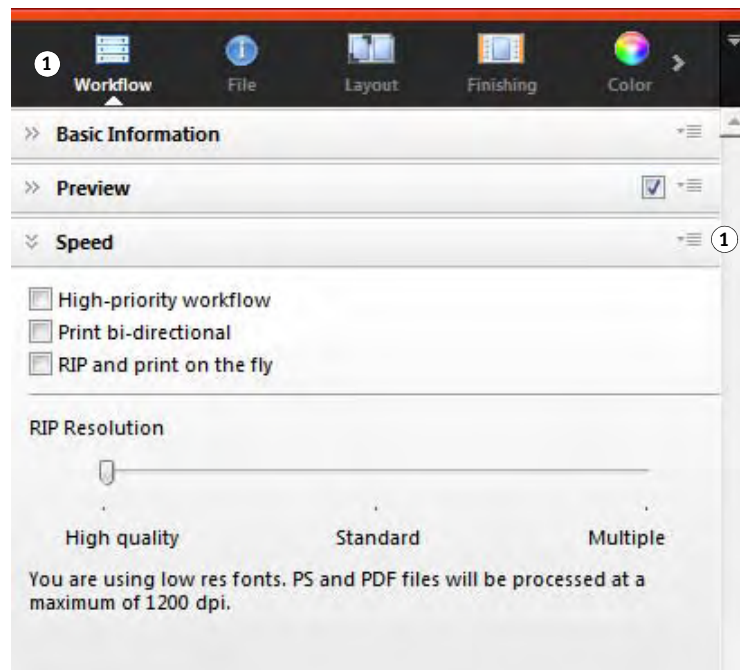 1
Workflow File Layout Finishing Color
Basic Information
Preview
Speed 1
High-priority workflow
Print bi-directional
RIP and print on the fly
RIP Resolution
High quality Standard Multiple
You are using low res fonts. PS and PDF files will be processed at a
maximum of 1200 dpi.